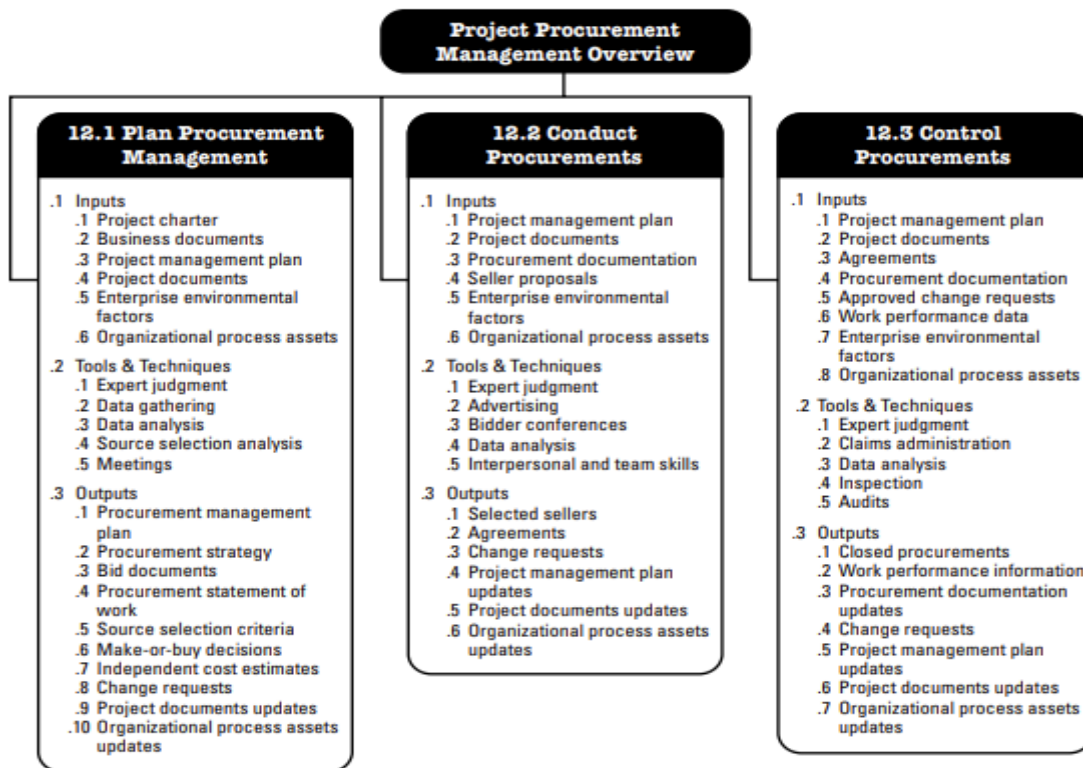 Project Procurement
Management Overview
12.1 Plan Procurement
Management
.1 Inputs
.1 Project charter
.2 Business documents
.3 Project management plan
.4 Project documents
.5 Enterprise environmental
factors
.6 Organizational process assets
.2 Tools & Techniques
.1 Expert judgment
.2 Data gathering
.3 Data analysis
.4 Source selection analysis
.5 Meetings
.3 Outputs
.1 Procurement management
plan
.2 Procurement strategy
.3 Bid documents
.4 Procurement statement of
work
.5 Source selection criteria
.6 Make-or-buy decisions
.7 Independent cost estimates
.8 Change requests
.9 Project documents updates
.10 Organizational process assets
updates
12.2 Conduct
Procurements
.1 Inputs
.1 Project management plan
.2 Project documents
.3 Procurement documentation
.4 Seller proposals
.5 Enterprise environmental
factors
.6 Organizational process assets
.2 Tools & Techniques
.1 Expert judgment
.2 Advertising
.3 Bidder conferences
.4 Data analysis
.5 Interpersonal and team skills
.3 Outputs
.1 Selected sellers
.2 Agreements
.3 Change requests
.4 Project management plan
updates
.5 Project documents updates
.6 Organizational process assets
updates
12.3 Control
Procurements
.1 Inputs
.1 Project management plan
.2 Project documents
.3 Agreements
.4 Procurement documentation
.5 Approved change requests
.6 Work performance data
.7 Enterprise environmental
factors
.8 Organizational process assets
.2 Tools & Techniques
.1 Expert judgment
.2 Claims administration
.3 Data analysis
.4 Inspection
.5 Audits
.3 Outputs
.1 Closed procurements
.2 Work performance information
.3 Procurement documentation
updates
.4 Change requests
.5 Project management plan
updates
.6 Project documents updates
.7 Organizational process assets
updates